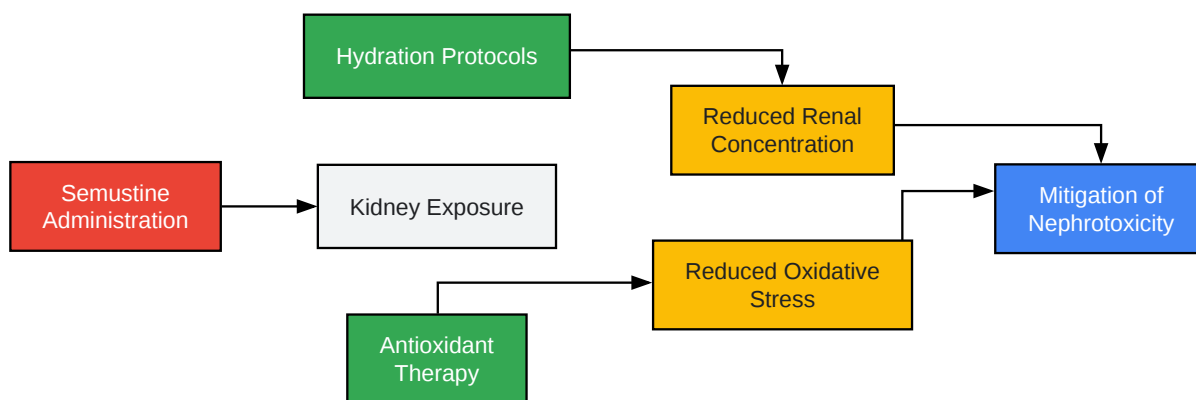 Hydration Protocols
Reduced Renal
Concentration
Semustine
Administration
Kidney Exposure
Mitigation of
Nephrotoxicity
Reduced Oxidative
Stress
Antioxidant
Therapy